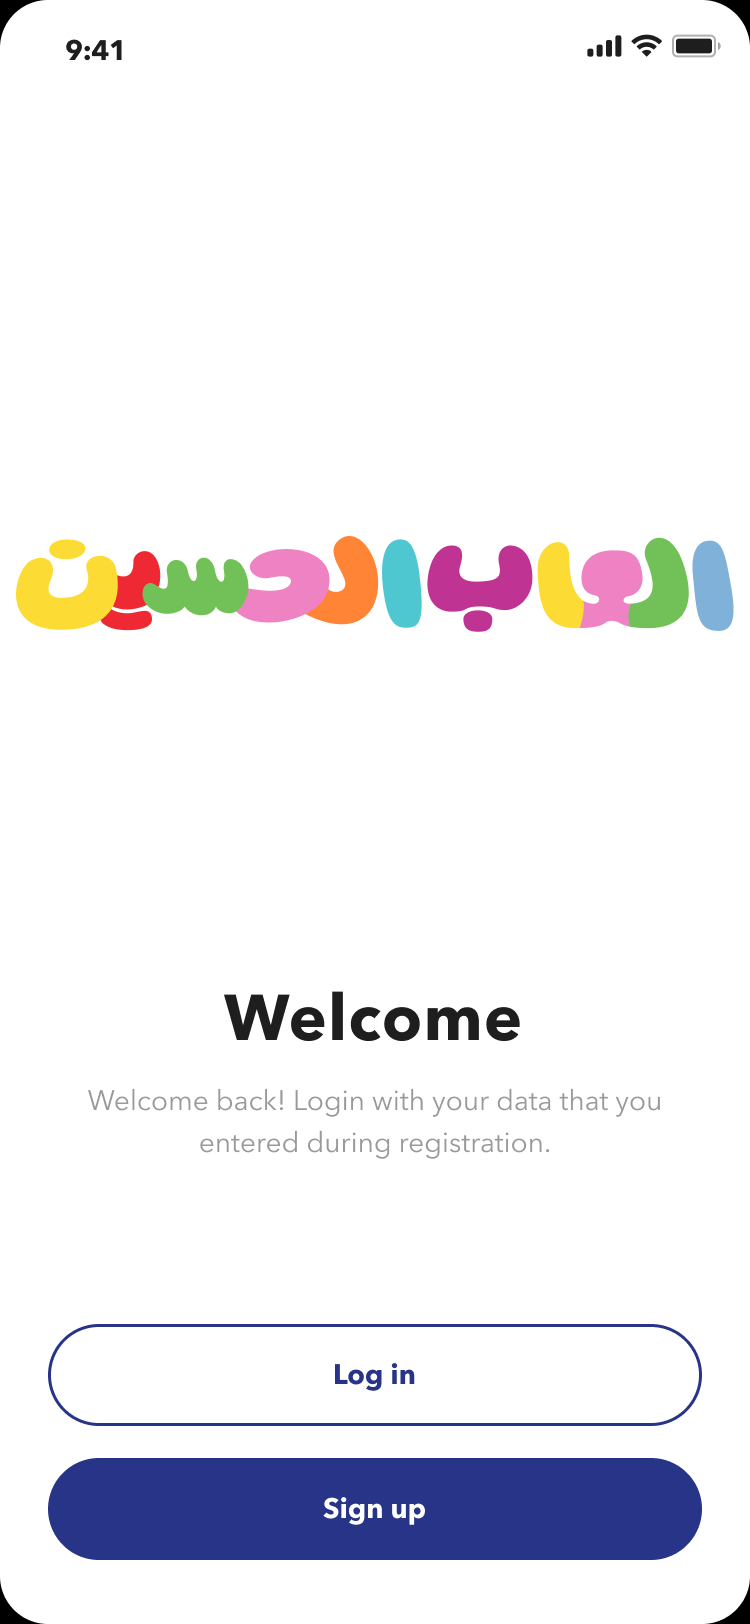 9:41
العاب الحسين
Welcome
Welcome back! Login with your data that you
entered during registration.
Log in
Sign up